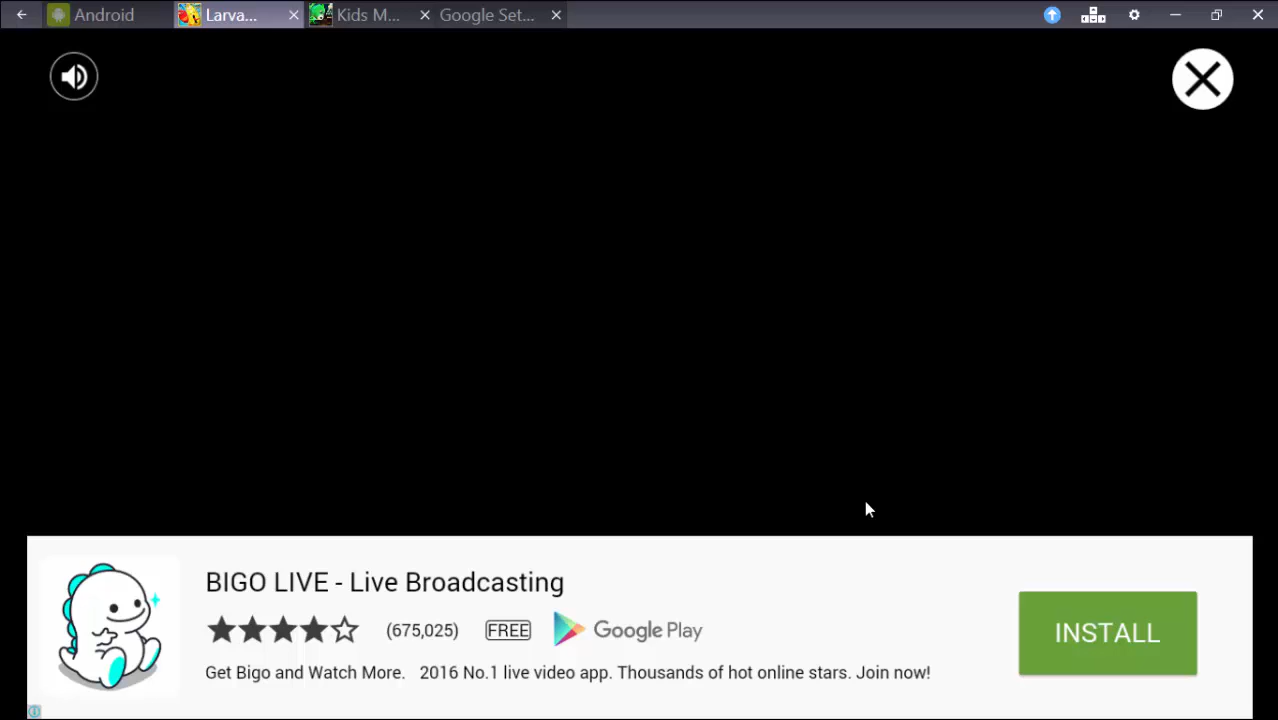 Android
Larva...
Kids M...
Google Set...
BIGO LIVE - Live Broadcasting
(675,025)
FREE
Google Play
INSTALL
Get Bigo and Watch More. 2016 No.1 live video app. Thousands of hot online stars. Join now!